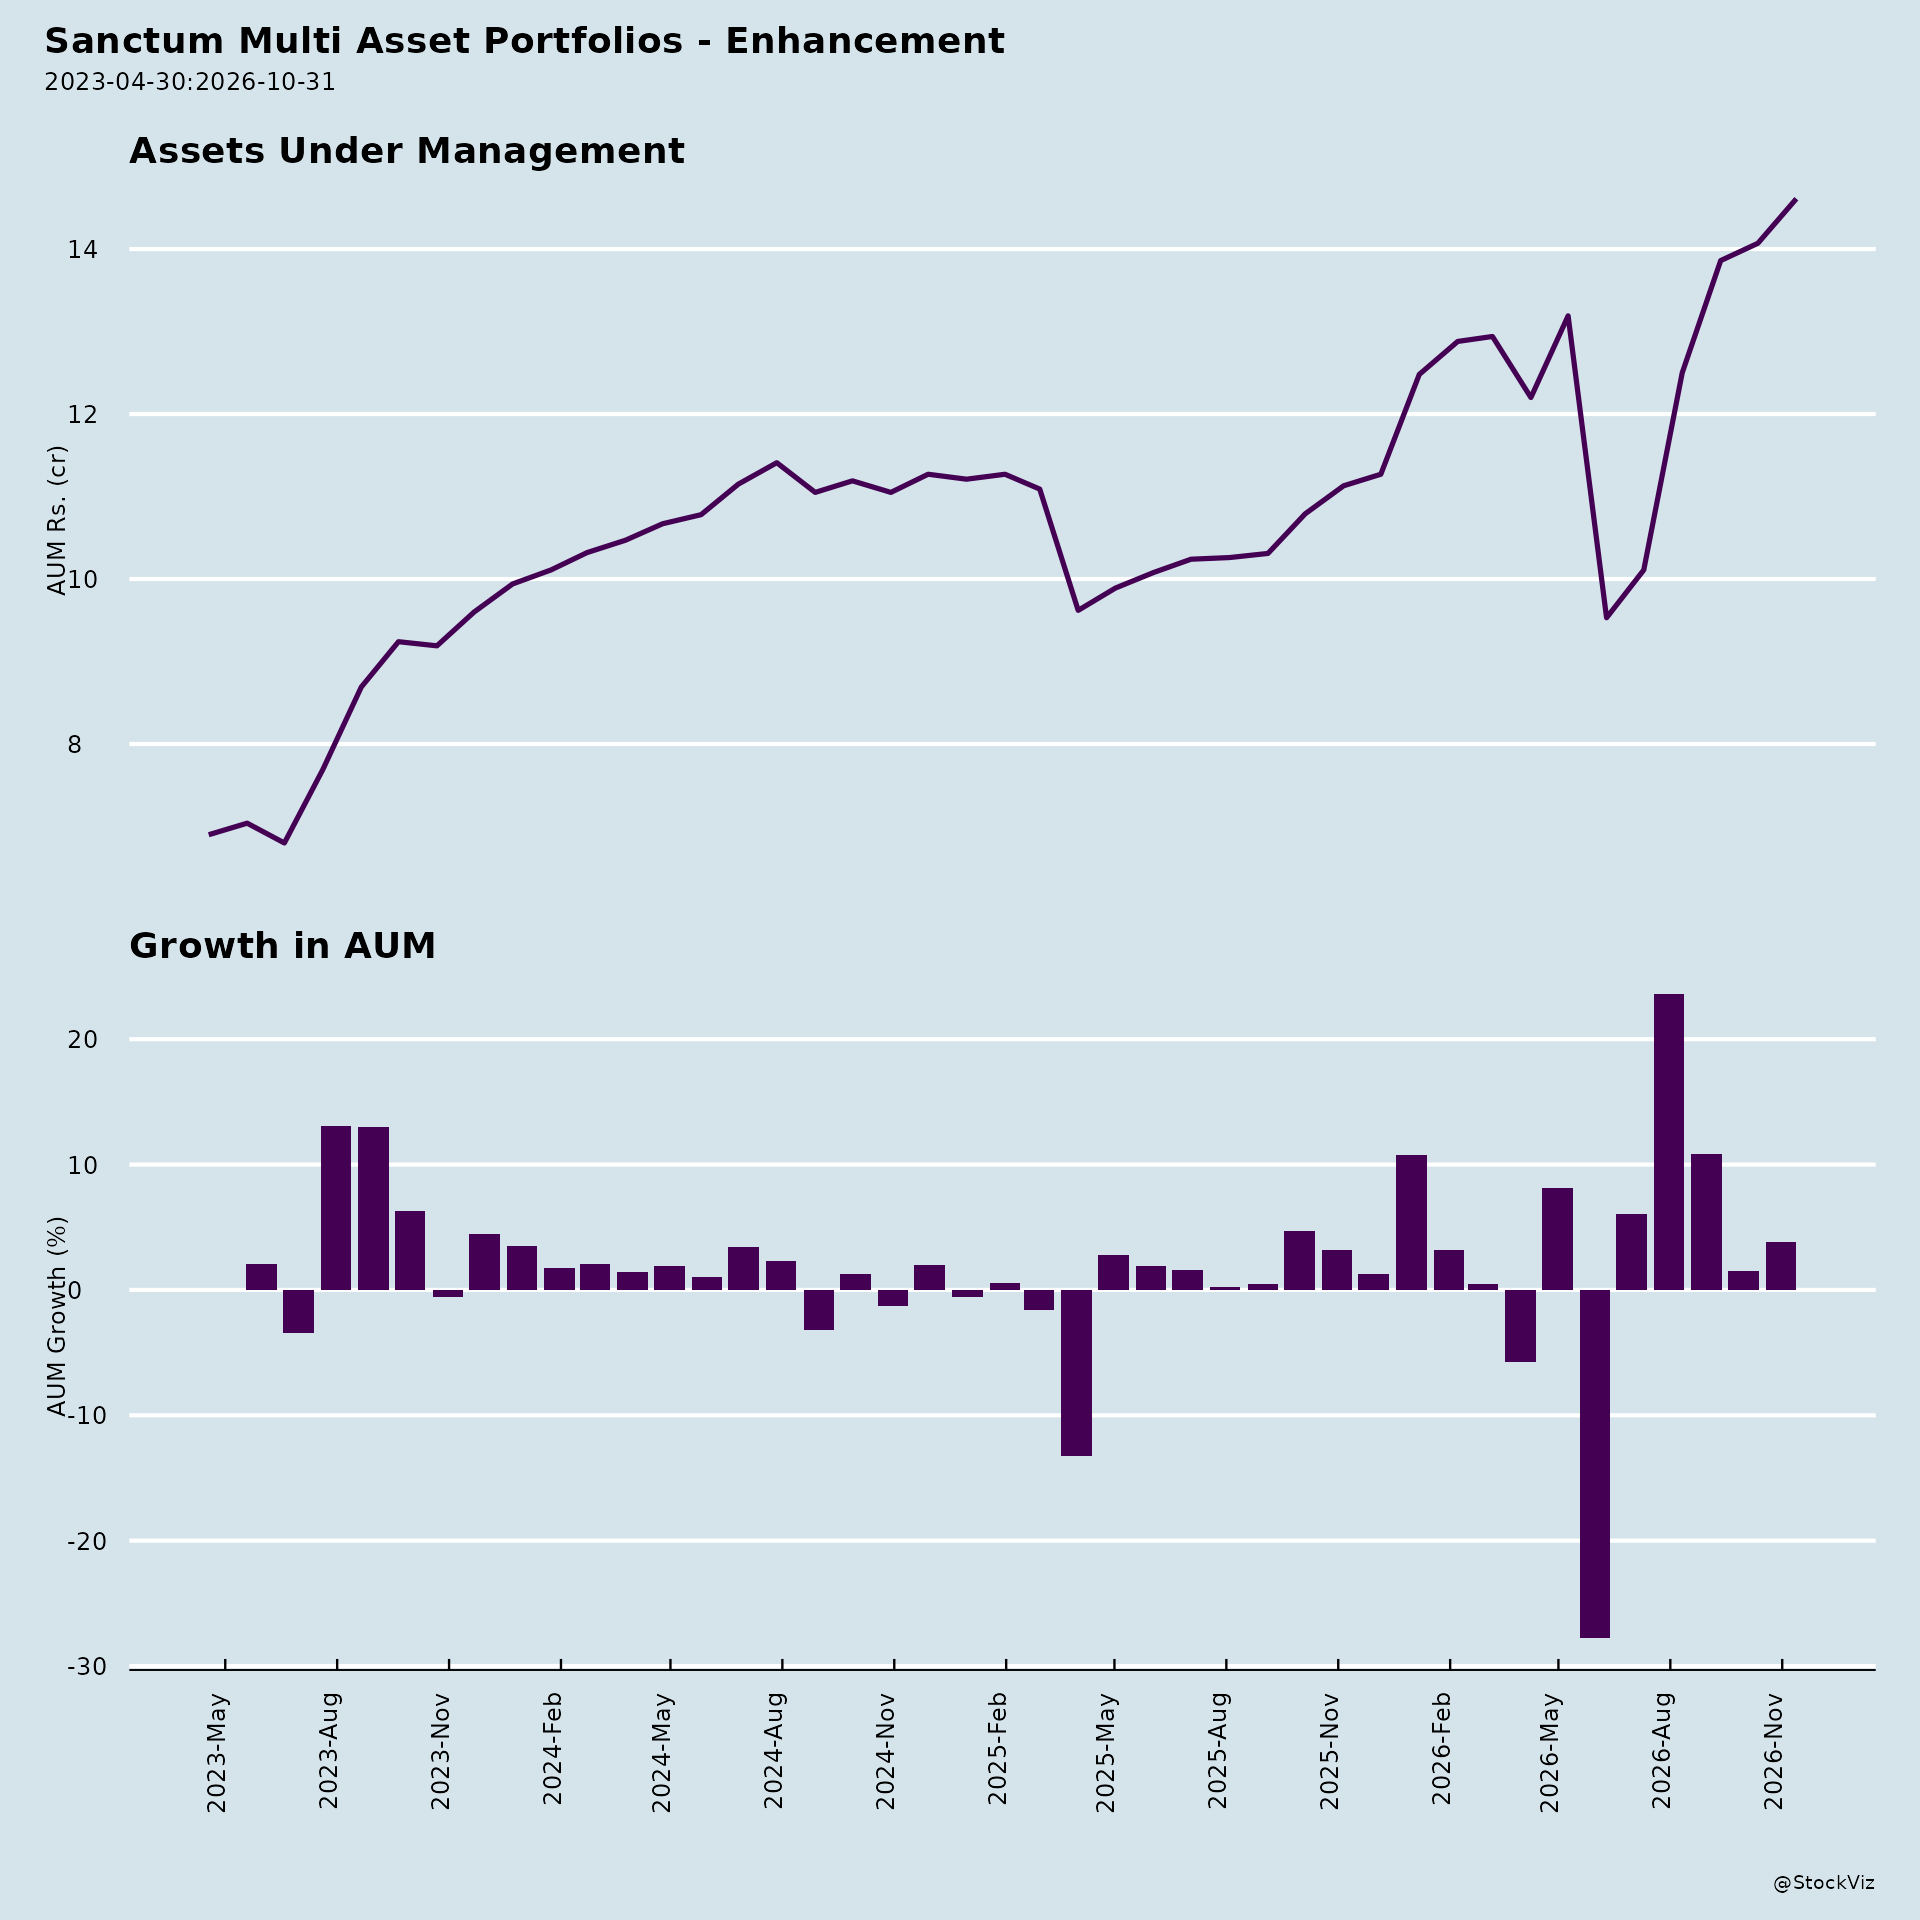 Sanctum Multi Asset Portfolios - Enhancement
2023-04-30:2026-10-31
Assets Under Management
14
12
10
8
AUM Rs. (cr)
Growth in AUM
20
10
0
-10
-20
-30
AUM Growth (%)
2023-May
2023-Aug
2023-Nov
2024-Feb
2024-May
2024-Aug
2024-Nov
2025-Feb
2025-May
2025-Aug
2025-Nov
2026-Feb
2026-May
2026-Aug
2026-Nov
@StockViz